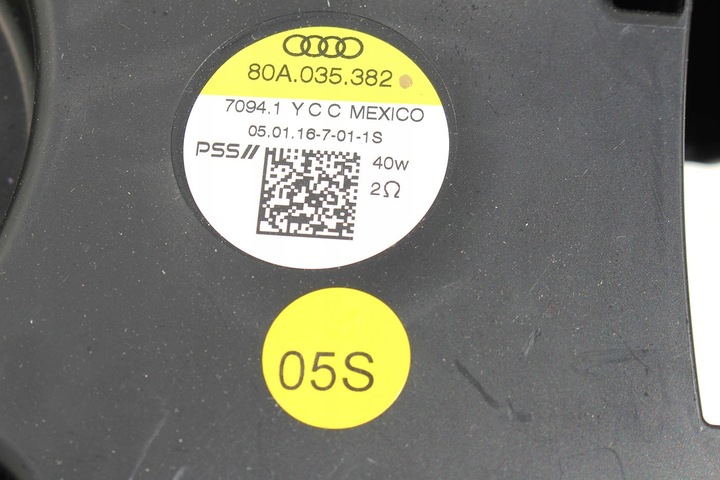 80A.035.382
7094.1 Y C C MEXICO
05.01.16-7-01-1S
PSS//
40w
2Ω
05S